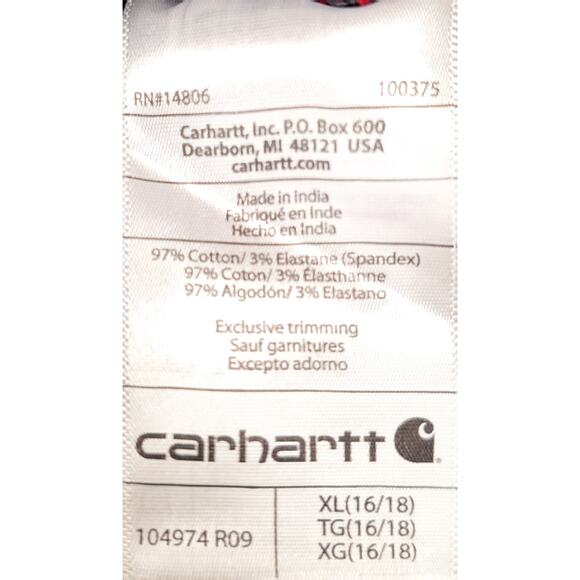 RN#14806 100375
Carhartt, Inc. P.O. Box 600
Dearborn, MI 48121 USA
carhartt.com
Made in India
Fabriqué en Inde
Hecho en India
97% Cotton/ 3% Elastane (Spandex)
97% Coton/ 3% Élasthanne
97% Algodón/ 3% Elastano
Exclusive trimming
Sauf garnitures
Excepto adorno
carhartt
104974 R09
XL(16/18)
TG(16/18)
XG(16/18)